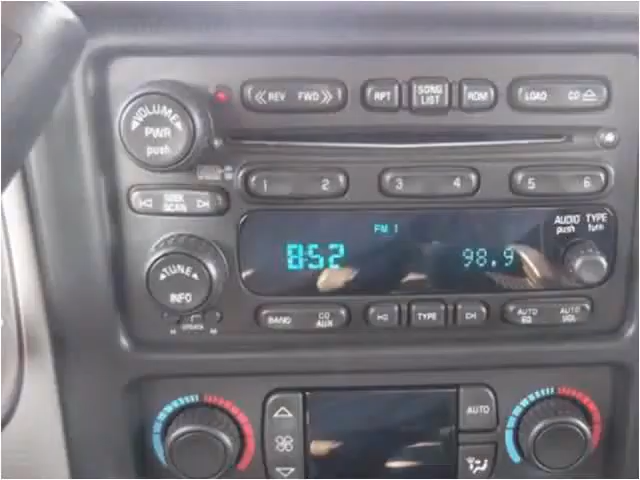 VOLUME
PWR
push
REV FWD
RPT
SONG
LIST
RDM
LOAD CD
1 2
3 4
5 6
SEEK
SCAN
FM 1
8:52
98.9
AUDIO TYPE
push turn
TUNE
INFO
BAND CD
AUX
TYPE
AUTO
EQ
AUTO
VOL
AUTO